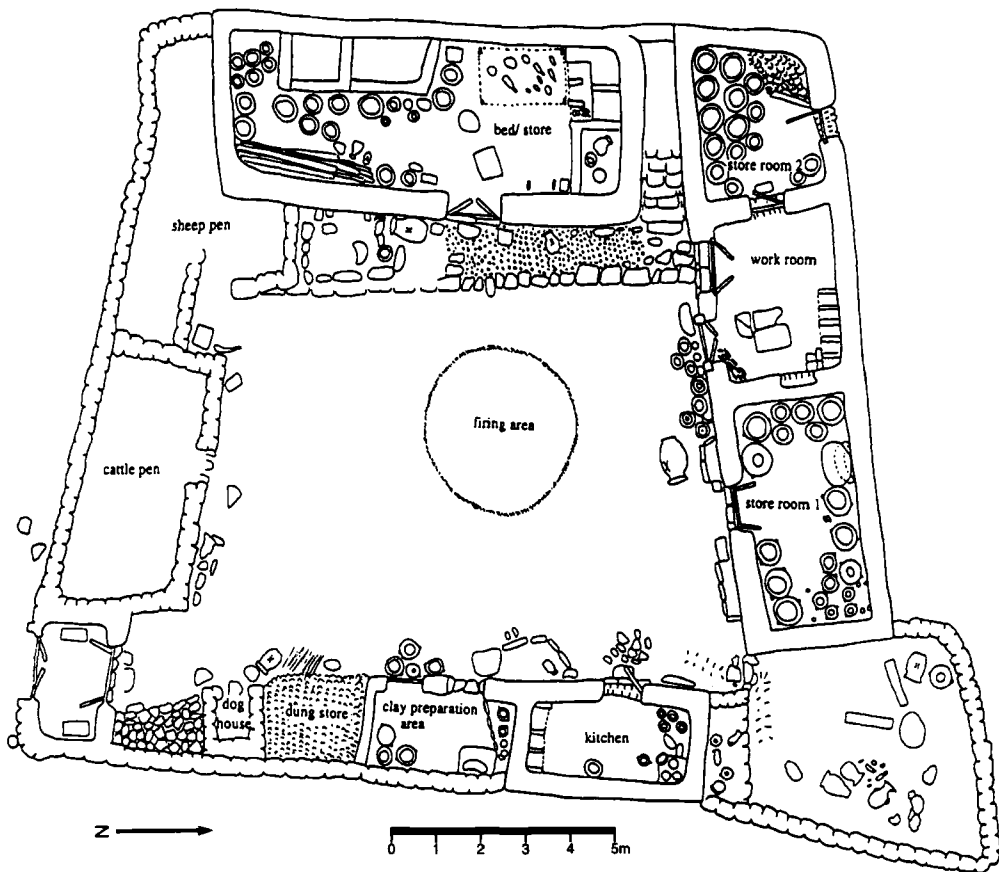 bed/ store
store room 2
sheep pen
work room
firing area
cattle pen
store room 1
dog
house
dung store
clay preparation
area
kitchen
N
0 1 2 3 4 5m